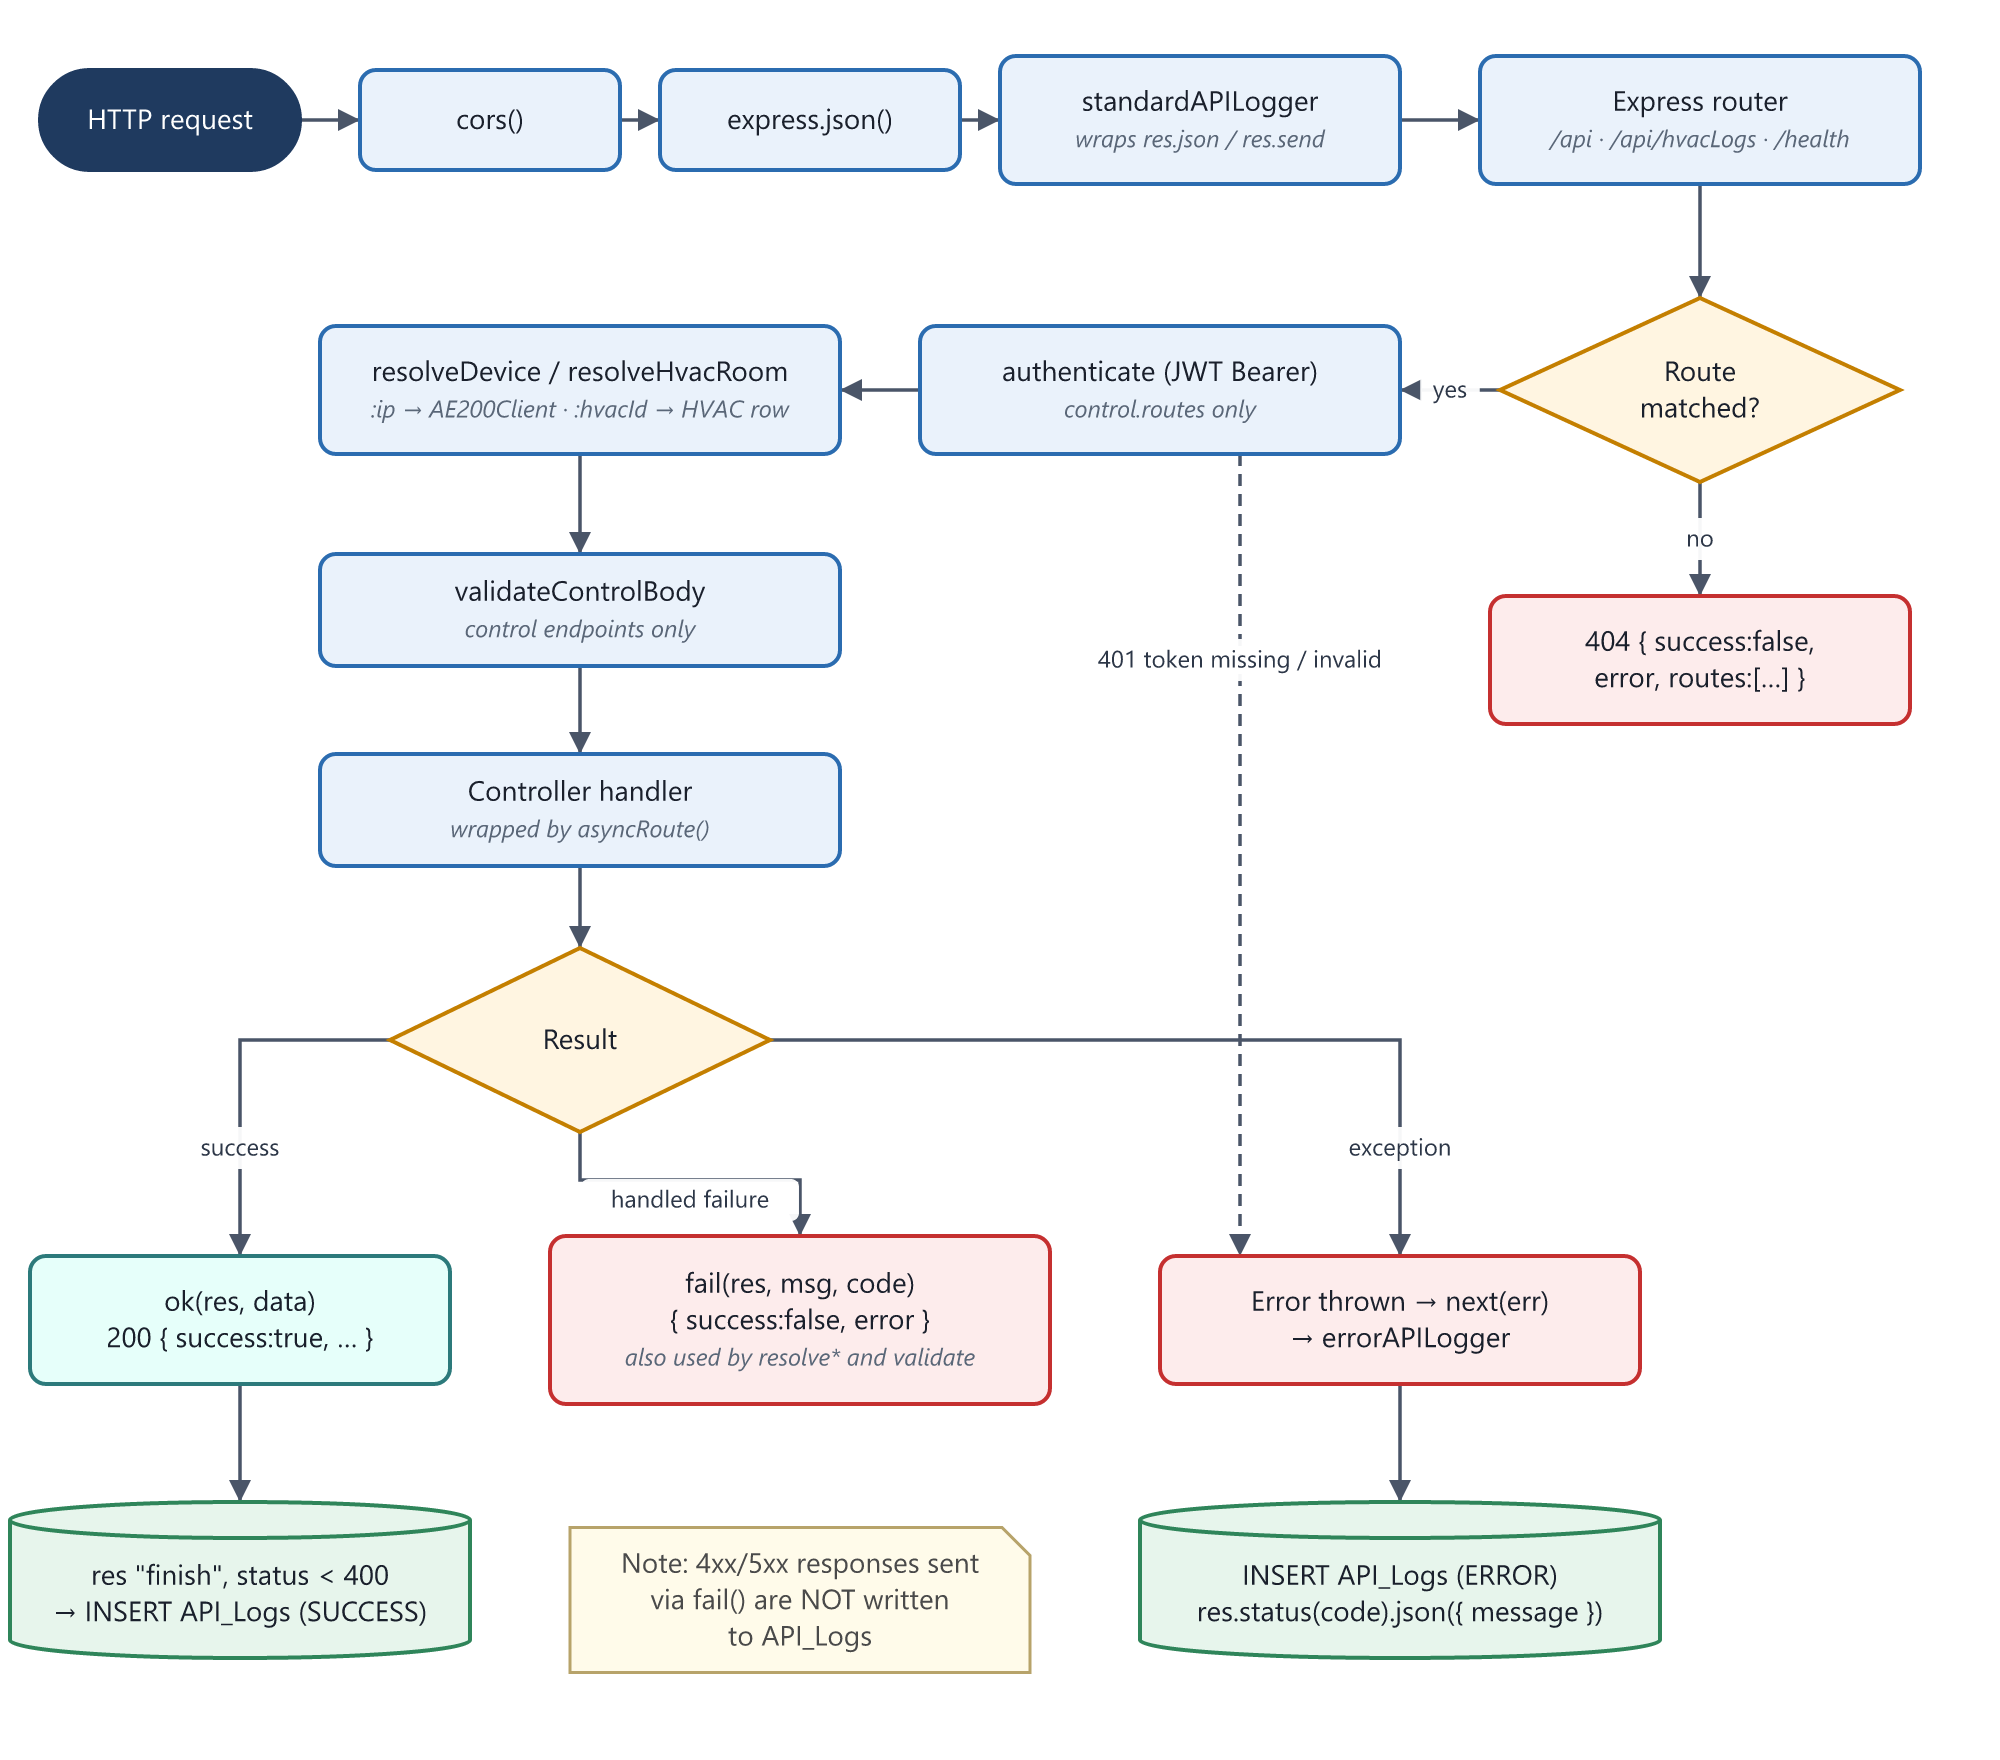 HTTP request
cors()
express.json()
standardAPILogger
wraps res.json / res.send
Express router
/api · /api/hvacLogs · /health
resolveDevice / resolveHvacRoom
:ip → AE200Client · :hvacId → HVAC row
authenticate (JWT Bearer)
control.routes only
yes
Route
matched?
no
validateControlBody
control endpoints only
401 token missing / invalid
404 { success:false,
error, routes:[...] }
Controller handler
wrapped by asyncRoute()
Result
success
handled failure
exception
ok(res, data)
200 { success:true, ... }
fail(res, msg, code)
{ success:false, error }
also used by resolve* and validate
Error thrown → next(err)
→ errorAPILogger
res "finish", status < 400
→ INSERT API_Logs (SUCCESS)
Note: 4xx/5xx responses sent
via fail() are NOT written
to API_Logs
INSERT API_Logs (ERROR)
res.status(code).json({ message })